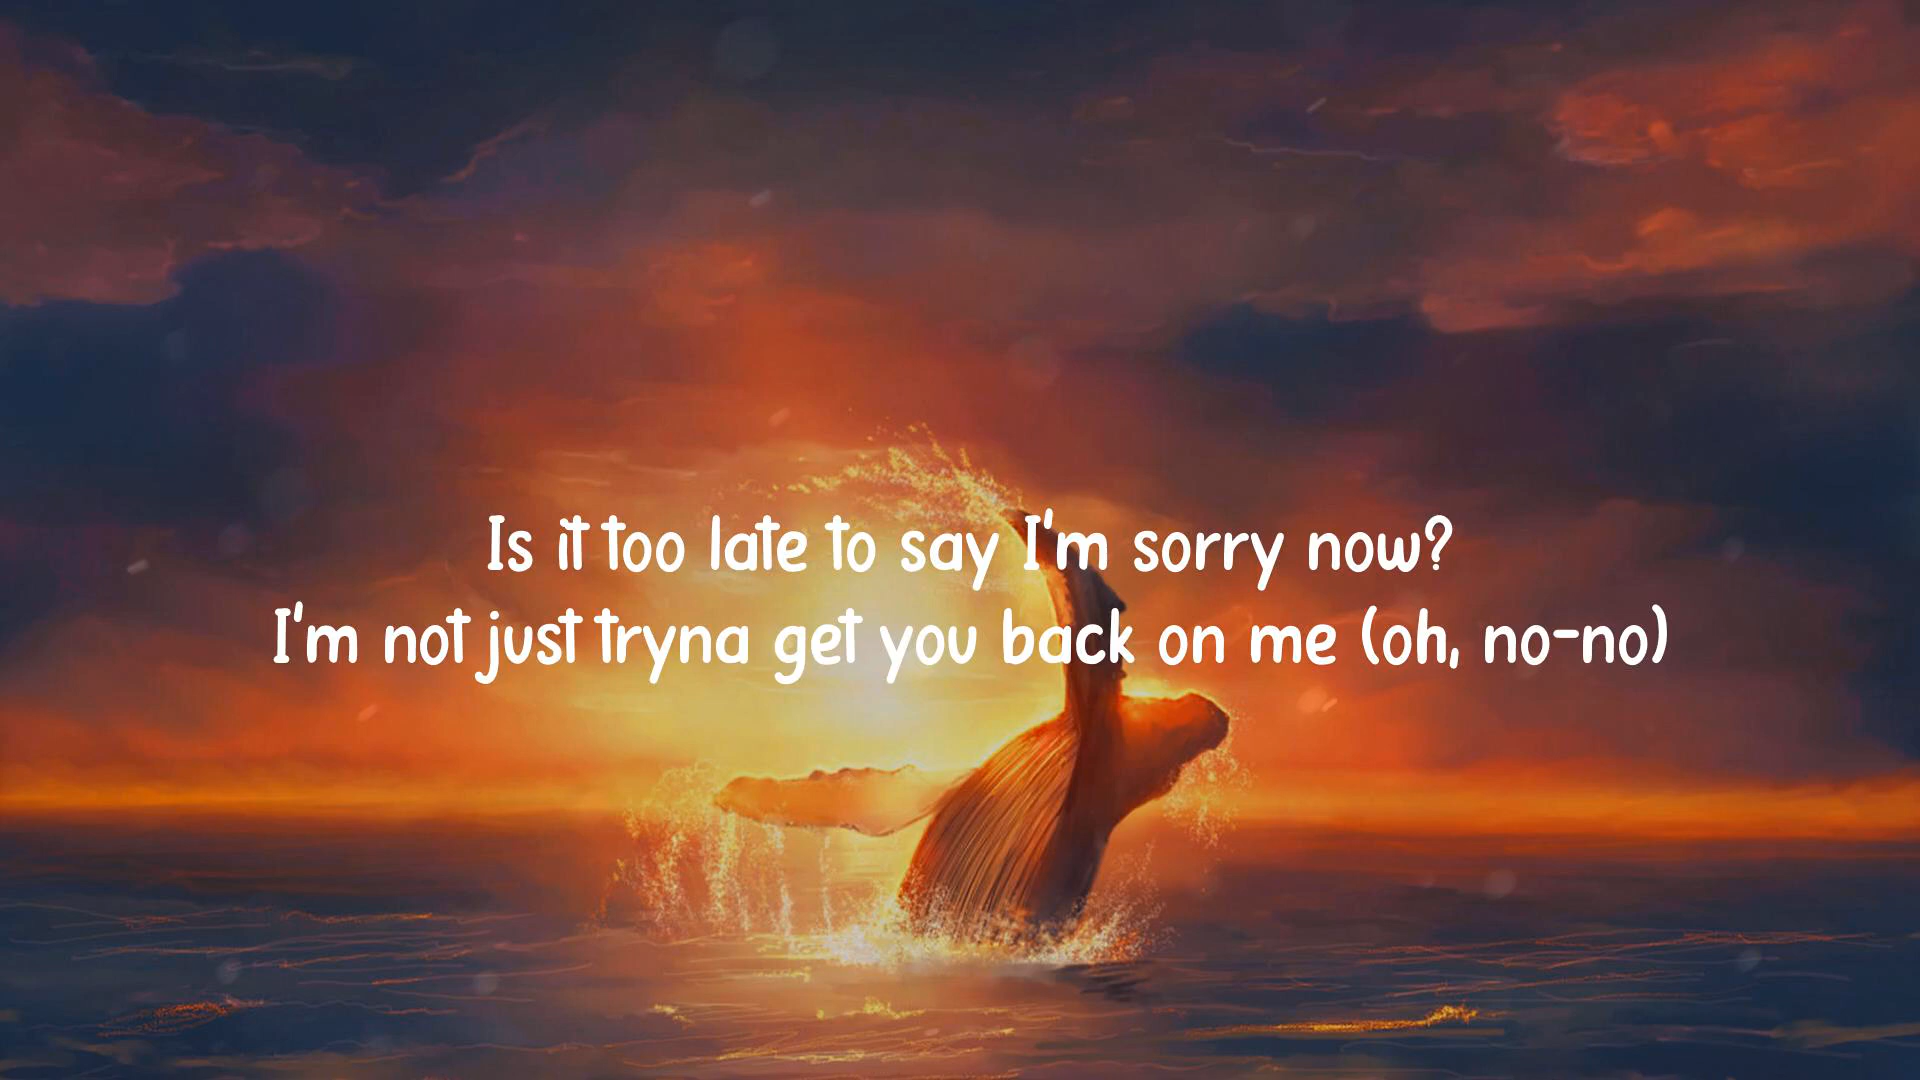 Is it too late to say I'm sorry now?
I'm not just tryna get you back on me (oh, no-no)